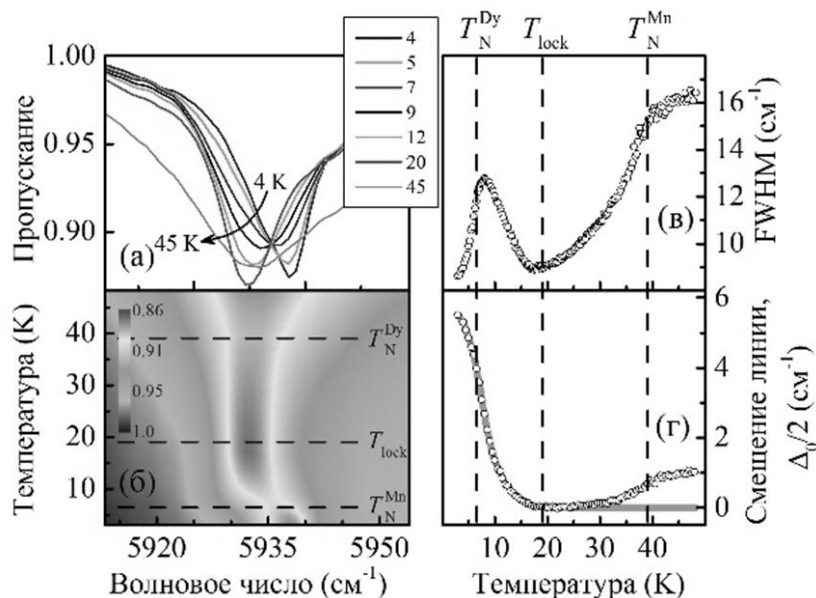 T_N^Dy T_lock T_N^Mn
1.00
0.95
0.90
Пропускание
4
5
7
9
12
20
45
4 K
45 K
(а)
16
14
12
10
FWHM (см⁻¹)
(в)
40
30
20
10
Температура (K)
0.86
0.91
0.95
1.0
T_N^Dy
T_lock
T_N^Mn
(б)
5920 5935 5950
Волновое число (см⁻¹)
6
4
2
0
Смещение линии,
Δ₀/2 (см⁻¹)
(г)
10 20 30 40
Температура (K)